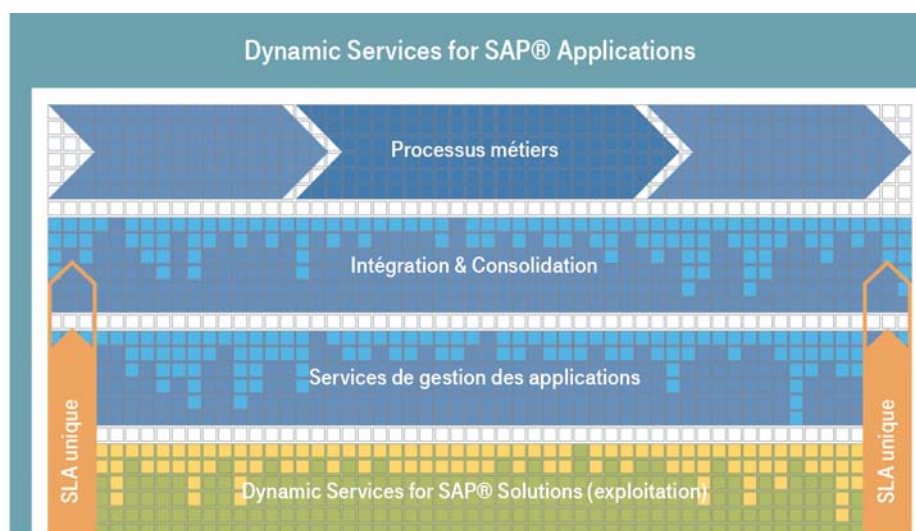 Dynamic Services for SAP® Applications
Processus métiers
Intégration & Consolidation
Services de gestion des applications
SLA unique
SLA unique
Dynamic Services for SAP® Solutions (exploitation)